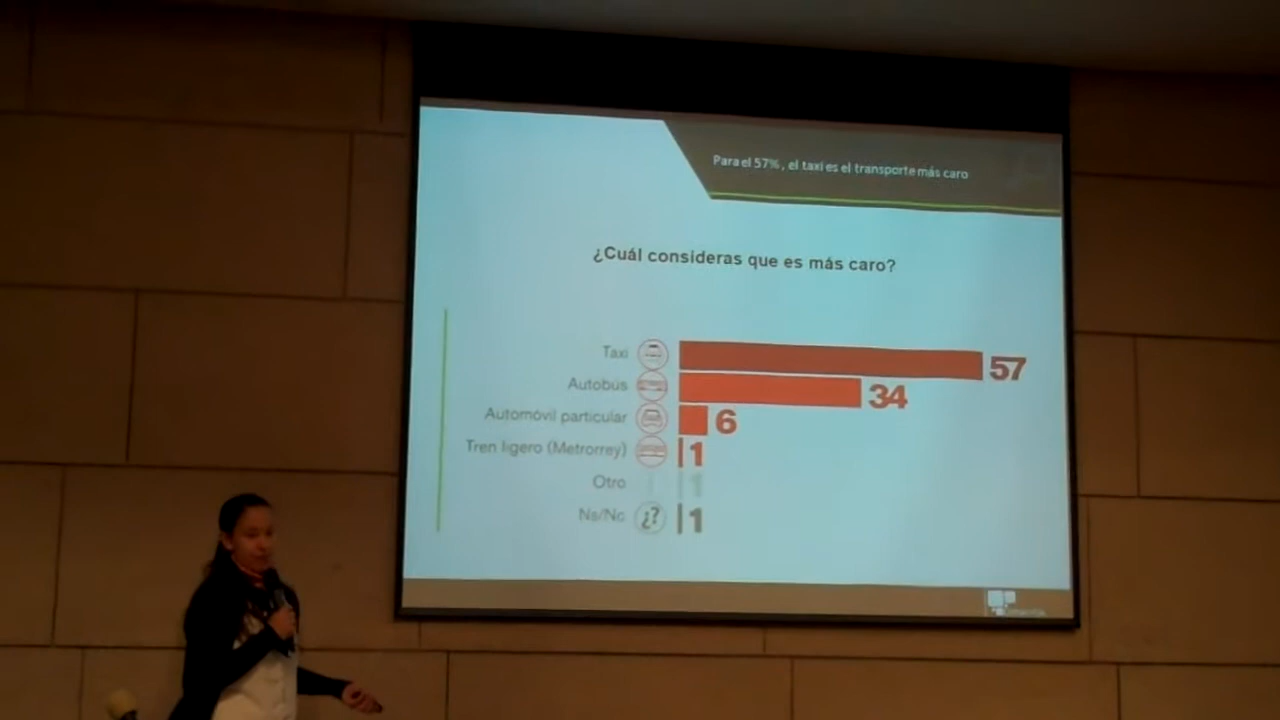 Para el 57%, el taxi es el transporte más caro
¿Cuál consideras que es más caro?
Taxi 57
Autobús 34
Automóvil particular 6
Tren ligero (Metrorrey) 1
Otro 1
Ns/Nc ¿? 1